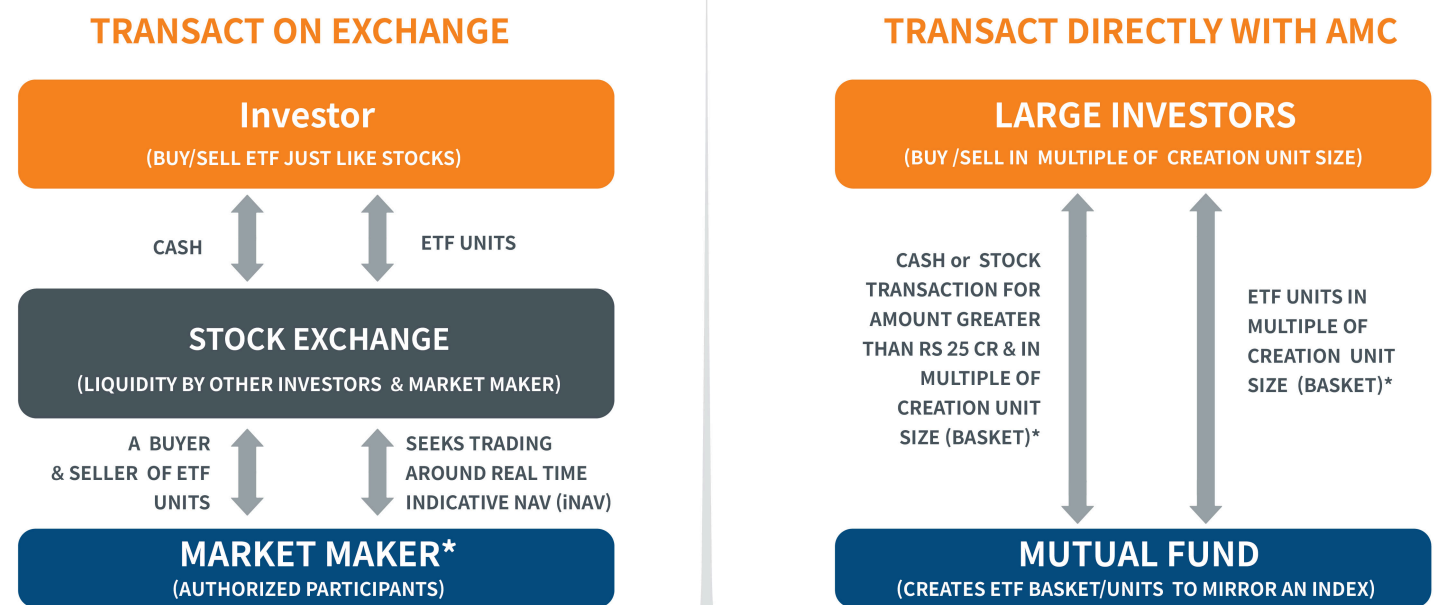 TRANSACT ON EXCHANGE
Investor
(BUY/SELL ETF JUST LIKE STOCKS)
CASH
ETF UNITS
STOCK EXCHANGE
(LIQUIDITY BY OTHER INVESTORS & MARKET MAKER)
A BUYER
& SELLER OF ETF
UNITS
SEEKS TRADING
AROUND REAL TIME
INDICATIVE NAV (iNAV)
MARKET MAKER*
(AUTHORIZED PARTICIPANTS)
TRANSACT DIRECTLY WITH AMC
LARGE INVESTORS
(BUY /SELL IN MULTIPLE OF CREATION UNIT SIZE)
CASH or STOCK
TRANSACTION FOR
AMOUNT GREATER
THAN RS 25 CR & IN
MULTIPLE OF
CREATION UNIT
SIZE (BASKET)*
ETF UNITS IN
MULTIPLE OF
CREATION UNIT
SIZE (BASKET)*
MUTUAL FUND
(CREATES ETF BASKET/UNITS TO MIRROR AN INDEX)